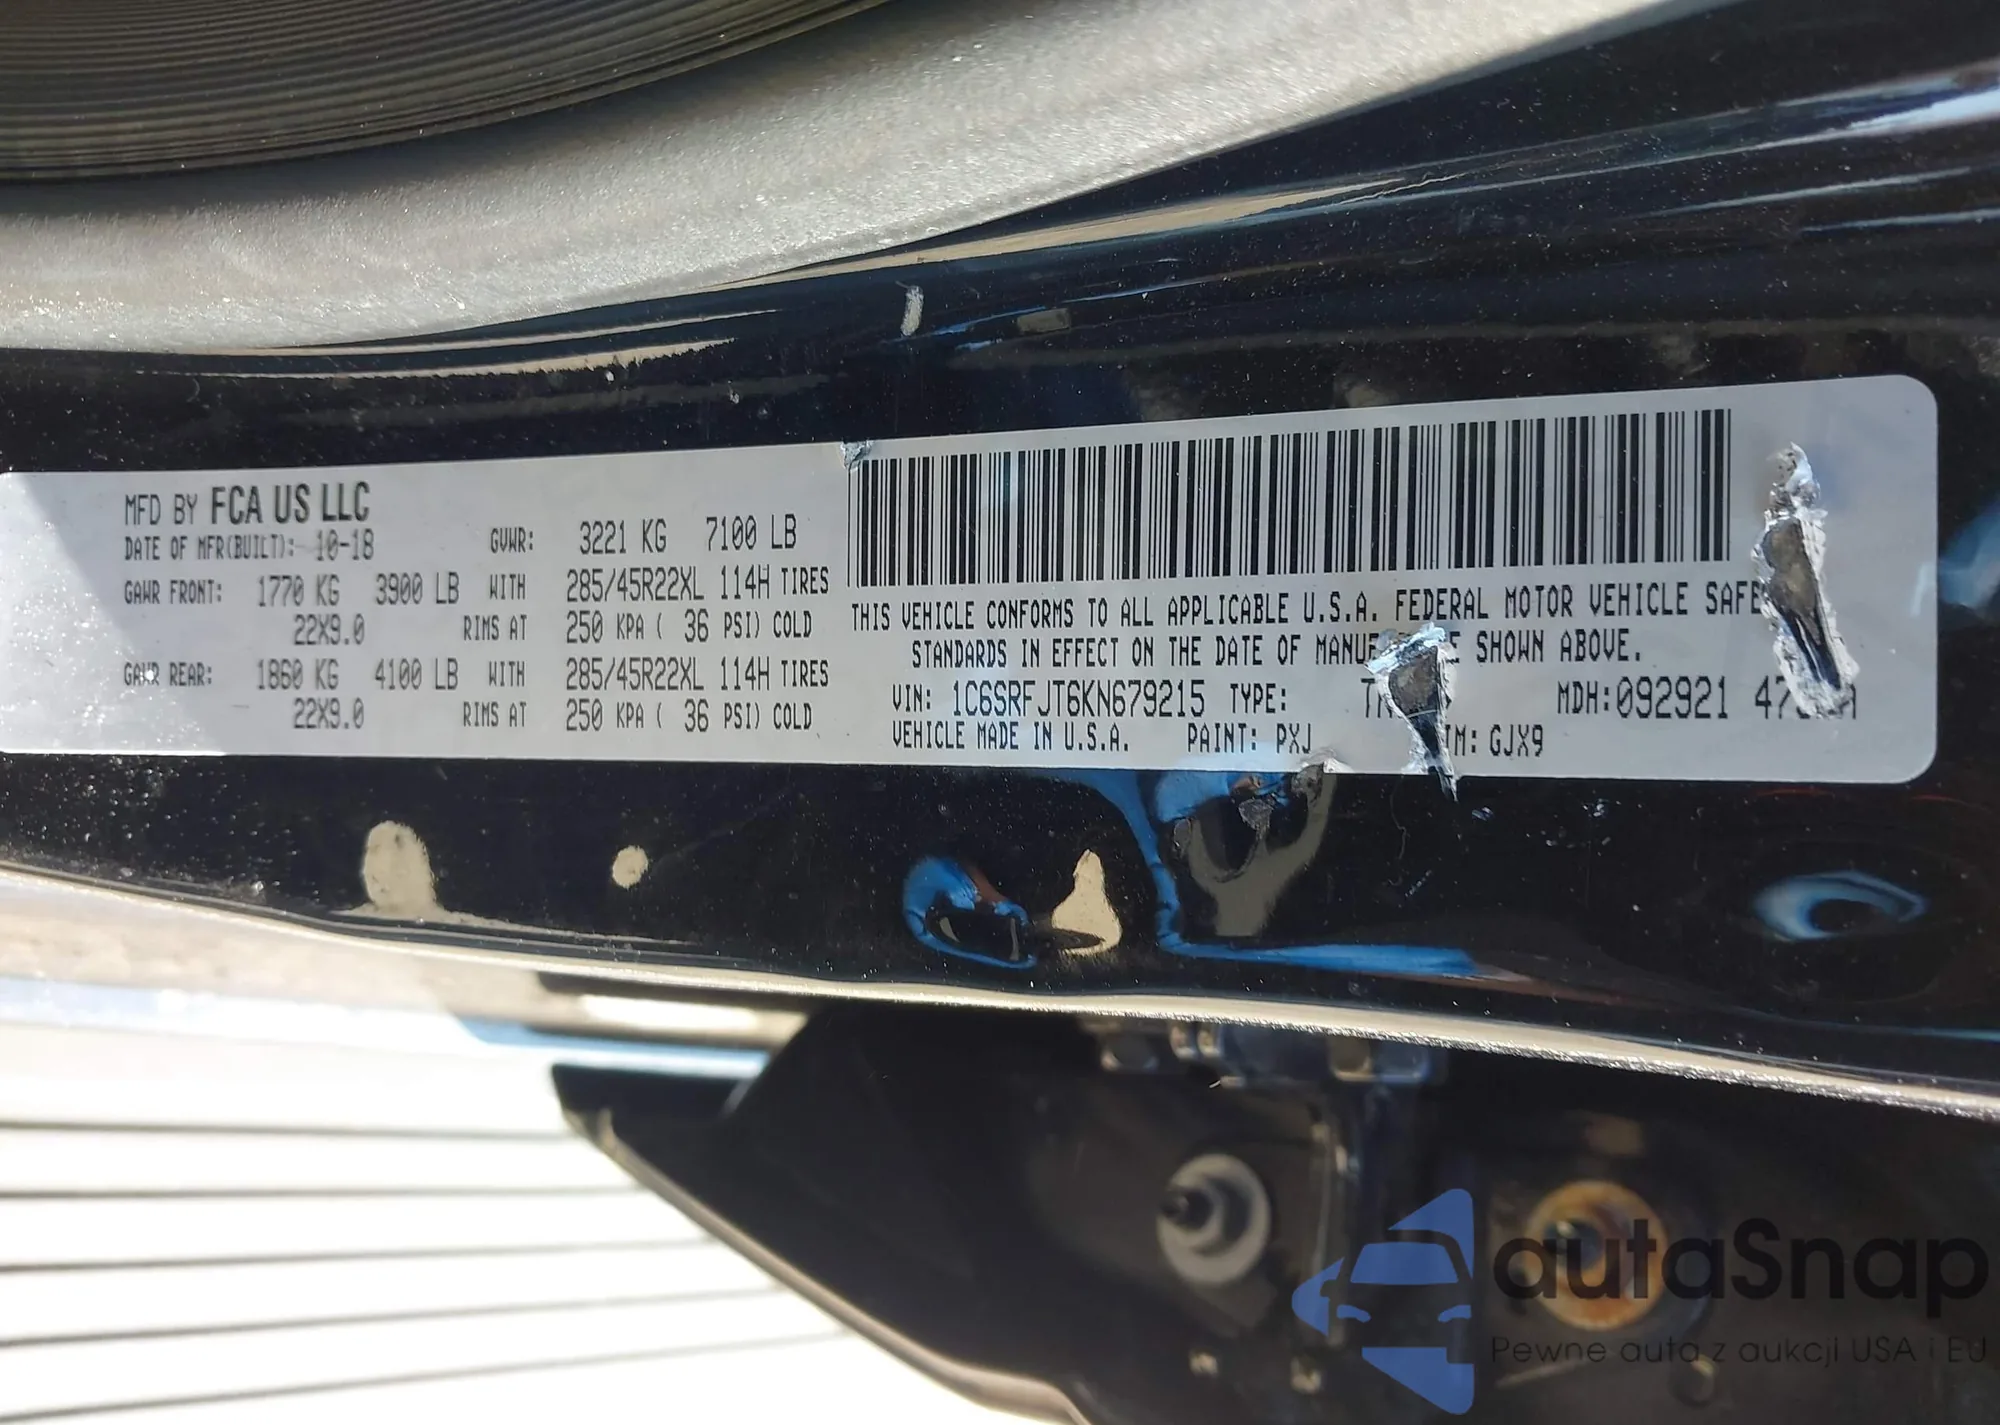 MFD BY FCA US LLC
DATE OF MFR(BUILT): 10-18 GVWR: 3221 KG 7100 LB
GAWR FRONT: 1770 KG 3900 LB WITH 285/45R22XL 114H TIRES
22X9.0 RIMS AT 250 KPA ( 36 PSI) COLD
GAWR REAR: 1860 KG 4100 LB WITH 285/45R22XL 114H TIRES
22X9.0 RIMS AT 250 KPA ( 36 PSI) COLD
THIS VEHICLE CONFORMS TO ALL APPLICABLE U.S.A. FEDERAL MOTOR VEHICLE
STANDARDS IN EFFECT ON THE DATE OF SHOWN ABOVE.
VIN: 1C6SRFJT6KN679215 TYPE: MDH: 092921
VEHICLE MADE IN U.S.A. PAINT: PXJ GJX9
autaSnap
Pewne auta z aukcji USA i EU